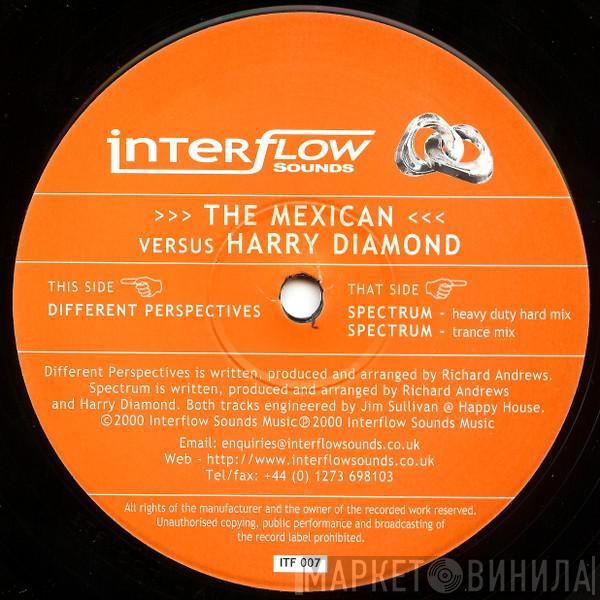 interflow
SOUNDS
>>> THE MEXICAN <<<
VERSUS HARRY DIAMOND
THIS SIDE
DIFFERENT PERSPECTIVES
THAT SIDE
SPECTRUM - heavy duty hard mix
SPECTRUM - trance mix
Different Perspectives is written, produced and arranged by Richard Andrews.
Spectrum is written, produced and arranged by Richard Andrews
and Harry Diamond. Both tracks engineered by Jim Sullivan @ Happy House.
©2000 Interflow Sounds Music℗2000 Interflow Sounds Music
Email: enquiries@interflowsounds.co.uk
Web - http://www.interflowsounds.co.uk
Tel/fax: +44 (0) 1273 698103
All rights of the manufacturer and the owner of the recorded work reserved.
Unauthorised copying, public performance and broadcasting of
the record label prohibited.
ITF 007
МАРКЕТ ВИНИЛА